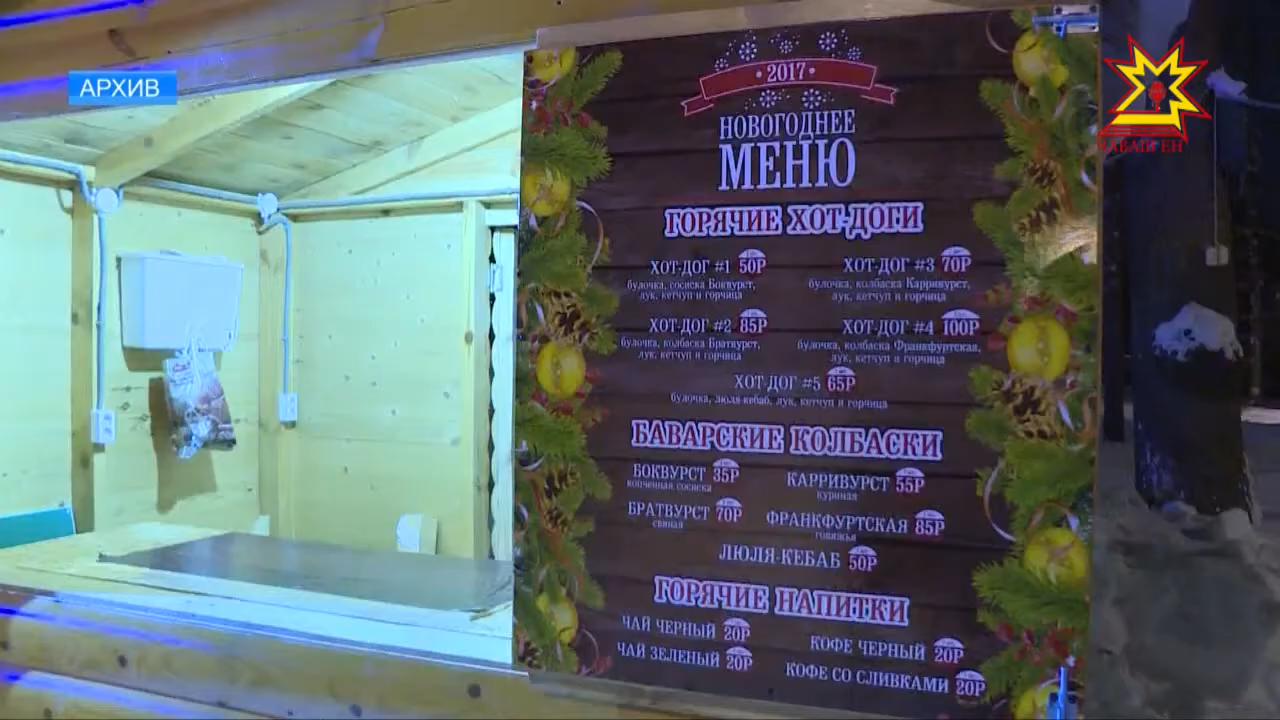 АРХИВ
ЧӐВАШ ЕН
2017
НОВОГОДНЕЕ
МЕНЮ
ГОРЯЧИЕ ХОТ-ДОГИ
ХОТ-ДОГ #1 50Р
булочка, сосиска Боквурст,
лук, кетчуп и горчица
ХОТ-ДОГ #3 70Р
булочка, колбаска Карривурст,
лук, кетчуп и горчица
ХОТ-ДОГ #2 85Р
булочка, колбаска Братвурст,
лук, кетчуп и горчица
ХОТ-ДОГ #4 100Р
булочка, колбаска Франкфуртская,
лук, кетчуп и горчица
ХОТ-ДОГ #5 65Р
булочка, люля-кебаб, лук, кетчуп и горчица
БАВАРСКИЕ КОЛБАСКИ
БОКВУРСТ 35Р
копченная сосиска
КАРРИВУРСТ 55Р
куриная
БРАТВУРСТ 70Р
свиная
ФРАНКФУРТСКАЯ 85Р
говяжья
ЛЮЛЯ-КЕБАБ 50Р
ГОРЯЧИЕ НАПИТКИ
ЧАЙ ЧЕРНЫЙ 20Р
КОФЕ ЧЕРНЫЙ 20Р
ЧАЙ ЗЕЛЕНЫЙ 20Р
КОФЕ СО СЛИВКАМИ 20Р